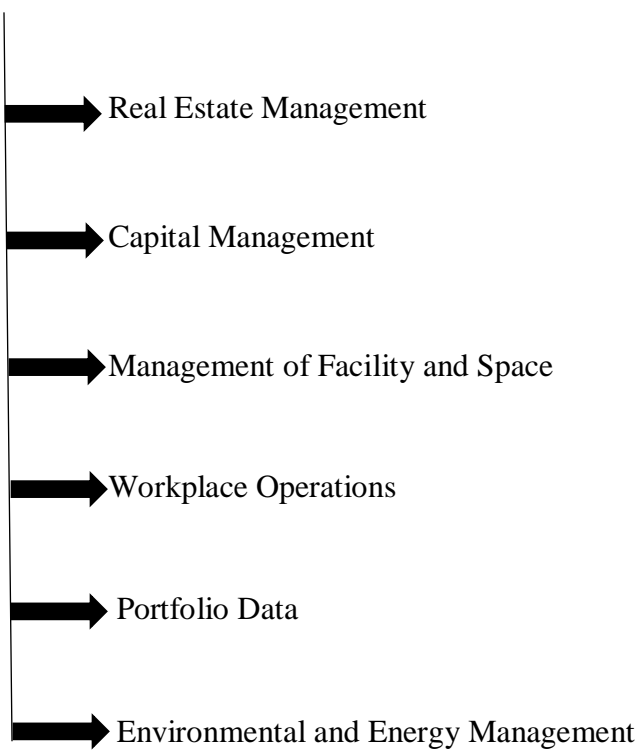 Real Estate Management
Capital Management
Management of Facility and Space
Workplace Operations
Portfolio Data
Environmental and Energy Management